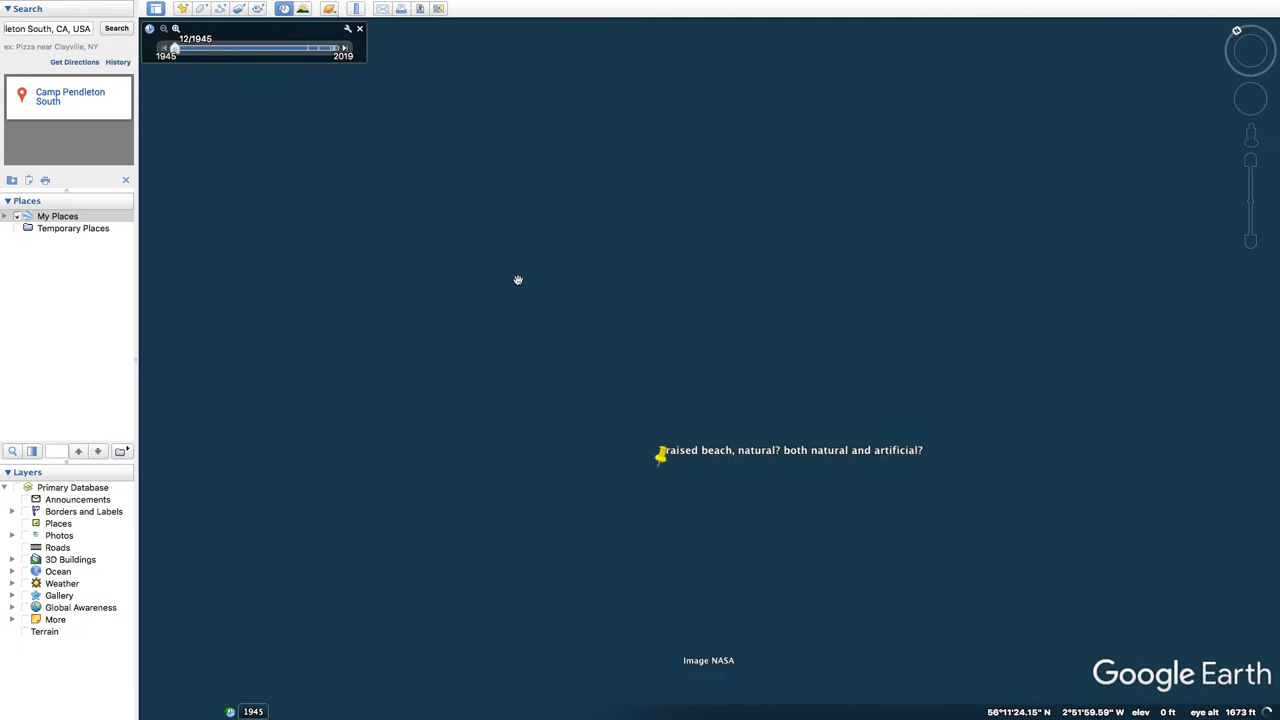 Search
12/1945
1945
2019
leton South, CA, USA
Search
ex: Pizza near Clayville, NY
Get Directions
History
Camp Pendleton
South
Places
My Places
Temporary Places
raised beach, natural? both natural and artificial?
Layers
Primary Database
Announcements
Borders and Labels
Places
Photos
Roads
3D Buildings
Ocean
Weather
Gallery
Global Awareness
More
Terrain
Image NASA
Google Earth
1945
56°11'24.15" N 2°51'59.59" W elev 0 ft eye alt 1673 ft